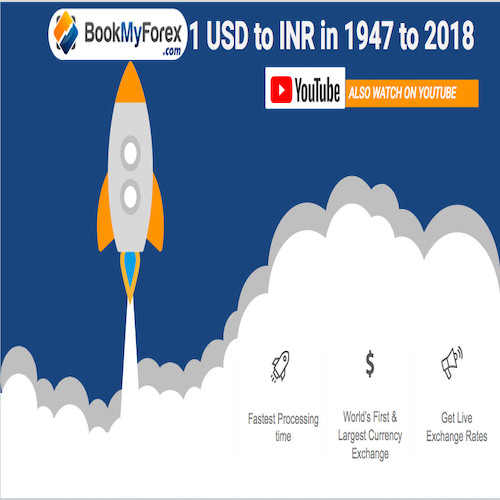 BookMyForex
.com
1 USD to INR in 1947 to 2018
YouTube
ALSO WATCH ON YOUTUBE
$
Fastest Processing
time
World's First &
Largest Currency
Exchange
Get Live
Exchange Rates